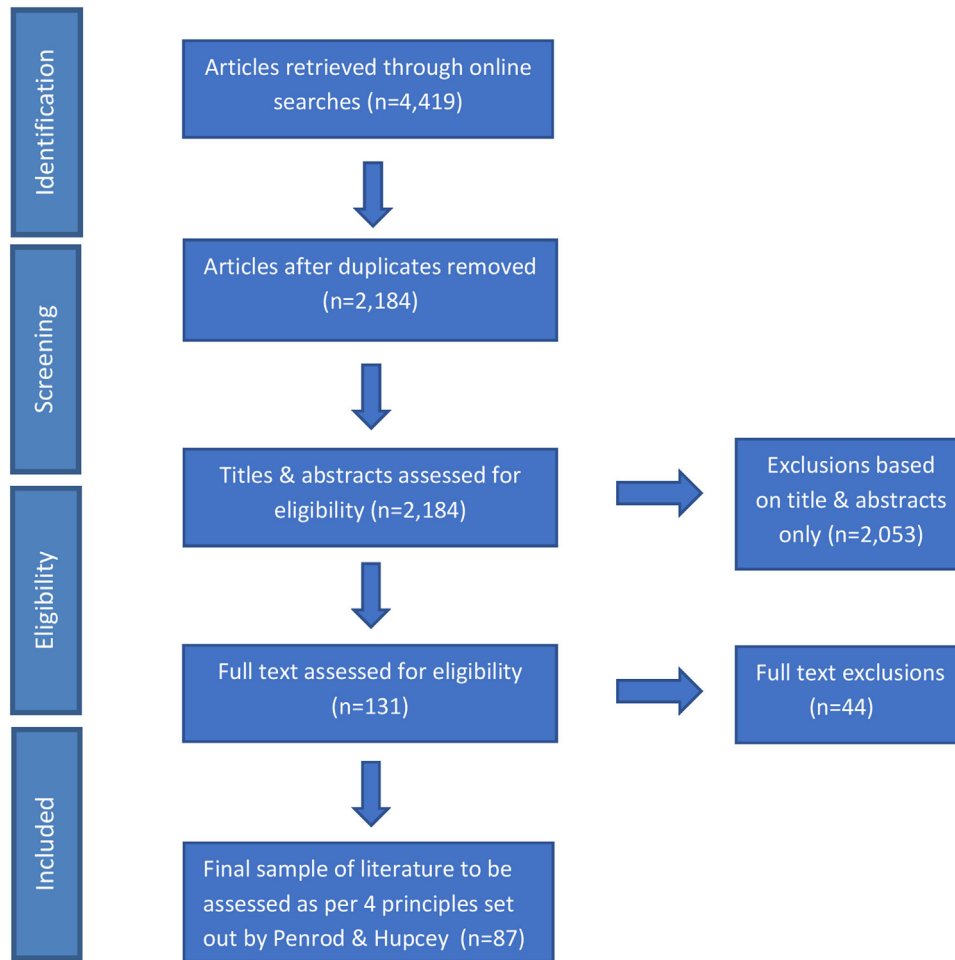 Identification
Articles retrieved through online
searches (n=4,419)
Screening
Articles after duplicates removed
(n=2,184)
Titles & abstracts assessed for
eligibility (n=2,184)
Exclusions based
on title & abstracts
only (n=2,053)
Eligibility
Full text assessed for eligibility
(n=131)
Full text exclusions
(n=44)
Included
Final sample of literature to be
assessed as per 4 principles set
out by Penrod & Hupcey (n=87)